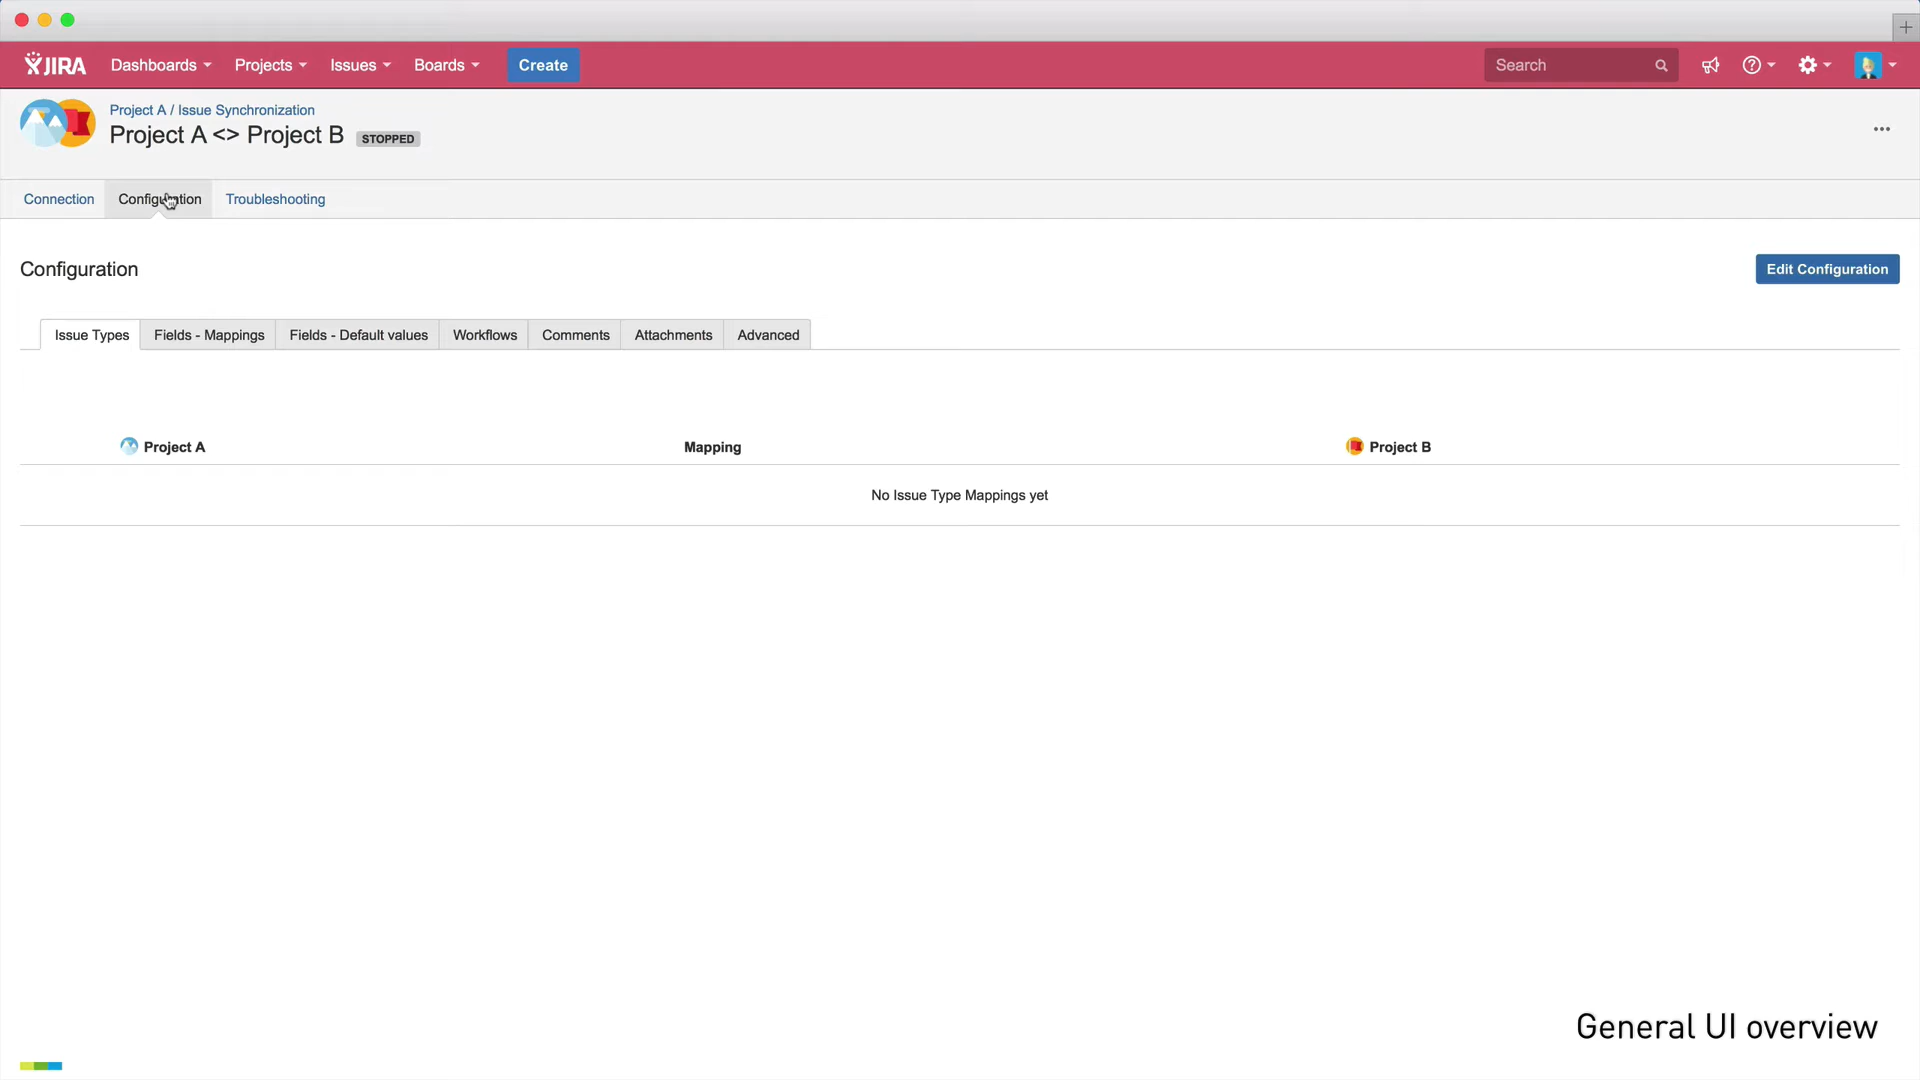 JIRA Dashboards Projects Issues Boards Create Search
Project A / Issue Synchronization
Project A <> Project B STOPPED
Connection Configuration Troubleshooting
Configuration Edit Configuration
Issue Types Fields - Mappings Fields - Default values Workflows Comments Attachments Advanced
Project A Mapping Project B
No Issue Type Mappings yet
General UI overview